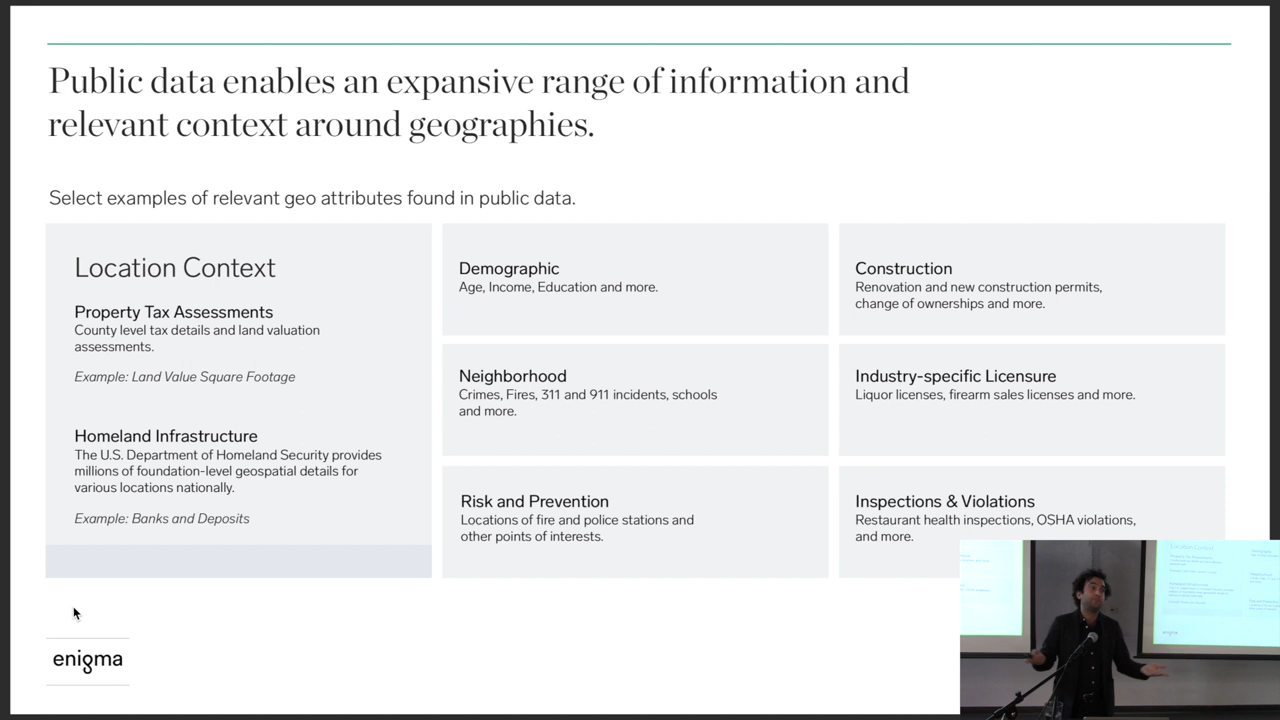 Public data enables an expansive range of information and
relevant context around geographies.
Select examples of relevant geo attributes found in public data.
Location Context
Property Tax Assessments
County level tax details and land valuation
assessments.
Example: Land Value Square Footage
Homeland Infrastructure
The U.S. Department of Homeland Security provides
millions of foundation-level geospatial details for
various locations nationally.
Example: Banks and Deposits
Demographic
Age, Income, Education and more.
Neighborhood
Crimes, Fires, 311 and 911 incidents, schools
and more.
Risk and Prevention
Locations of fire and police stations and
other points of interests.
Construction
Renovation and new construction permits,
change of ownerships and more.
Industry-specific Licensure
Liquor licenses, firearm sales licenses and more.
Inspections & Violations
Restaurant health inspections, OSHA violations,
and more.
enigma
Location Context